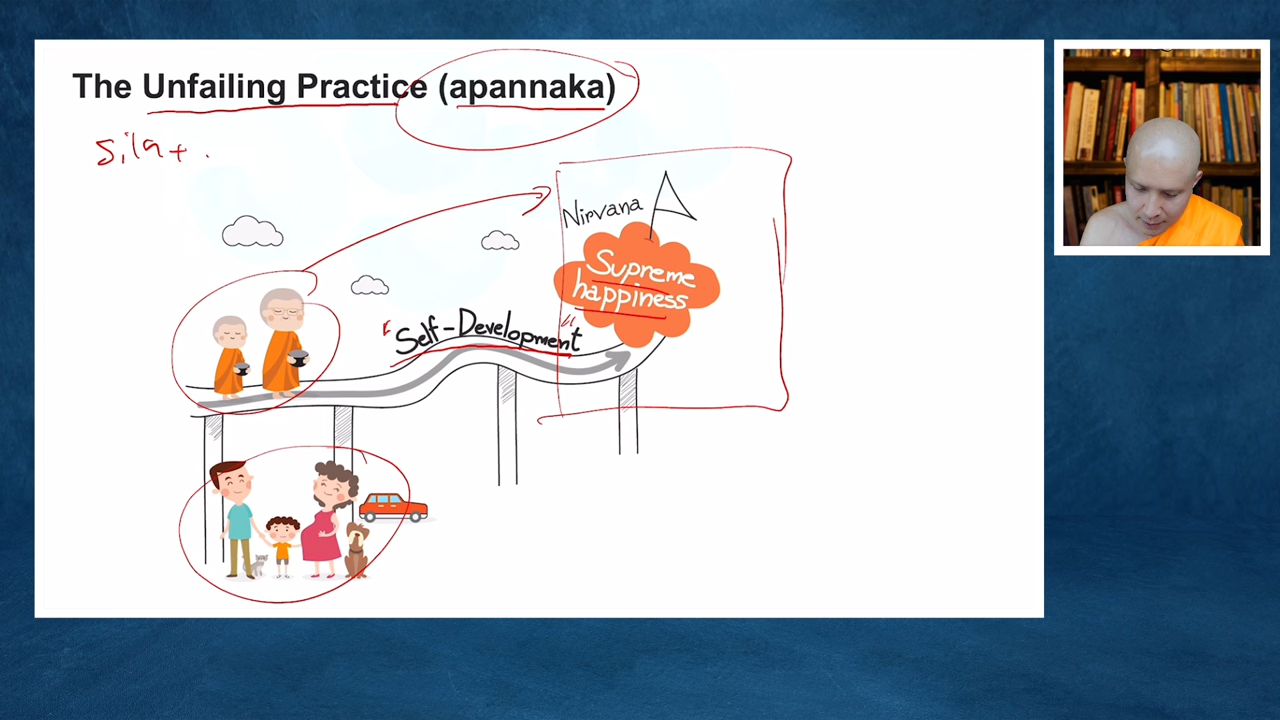 The Unfailing Practice (apannaka)
sila +
Nirvana
Supreme
happiness
"Self-Development"